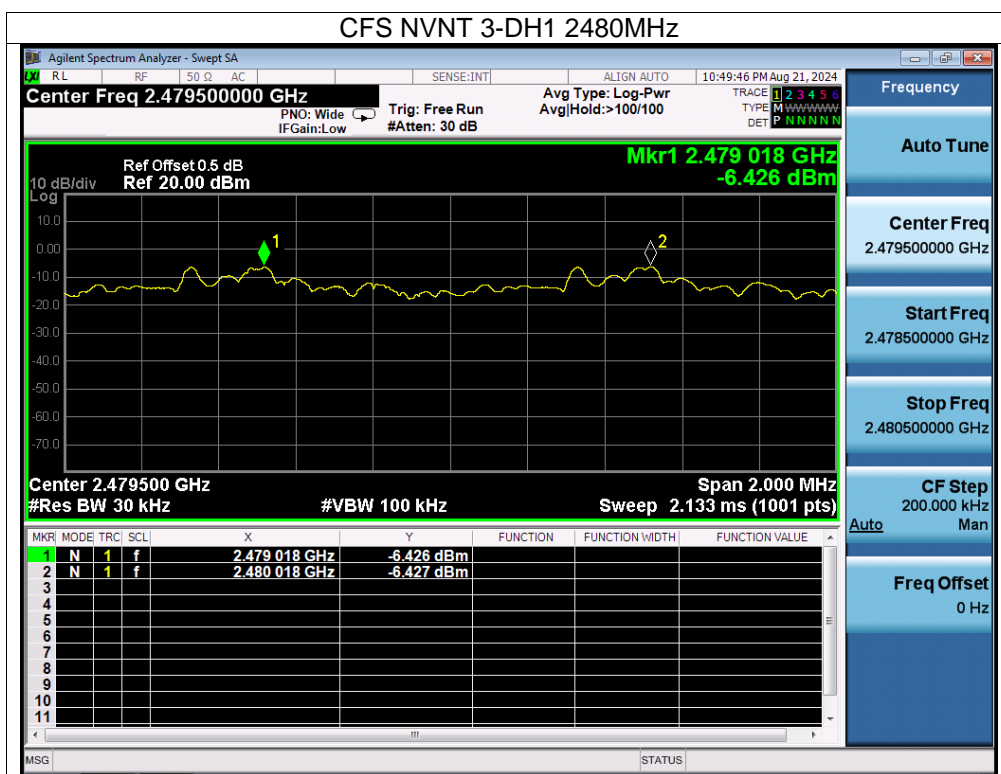 CFS NVNT 3-DH1 2480MHz
Agilent Spectrum Analyzer - Swept SA
LXI RL RF 50 Ω AC SENSE:INT ALIGN AUTO 10:49:46 PM Aug 21, 2024
Center Freq 2.479500000 GHz
PNO: Wide
IFGain:Low
Trig: Free Run
#Atten: 30 dB
Avg Type: Log-Pwr
Avg|Hold:>100/100
TRACE 1 2 3 4 5 6
TYPE M WWWWW
DET P N N N N N
Mkr1 2.479 018 GHz
-6.426 dBm
Ref Offset 0.5 dB
10 dB/div Ref 20.00 dBm
Log
10.0
0.00
-10.0
-20.0
-30.0
-40.0
-50.0
-60.0
-70.0
1
2
Center 2.479500 GHz Span 2.000 MHz
#Res BW 30 kHz #VBW 100 kHz Sweep 2.133 ms (1001 pts)
MKR MODE TRC SCL X Y FUNCTION FUNCTION WIDTH FUNCTION VALUE
1 N 1 f 2.479 018 GHz -6.426 dBm
2 N 1 f 2.480 018 GHz -6.427 dBm
3
4
5
6
7
8
9
10
11
MSG STATUS
Frequency
Auto Tune
Center Freq
2.479500000 GHz
Start Freq
2.478500000 GHz
Stop Freq
2.480500000 GHz
CF Step
200.000 kHz
Auto Man
Freq Offset
0 Hz